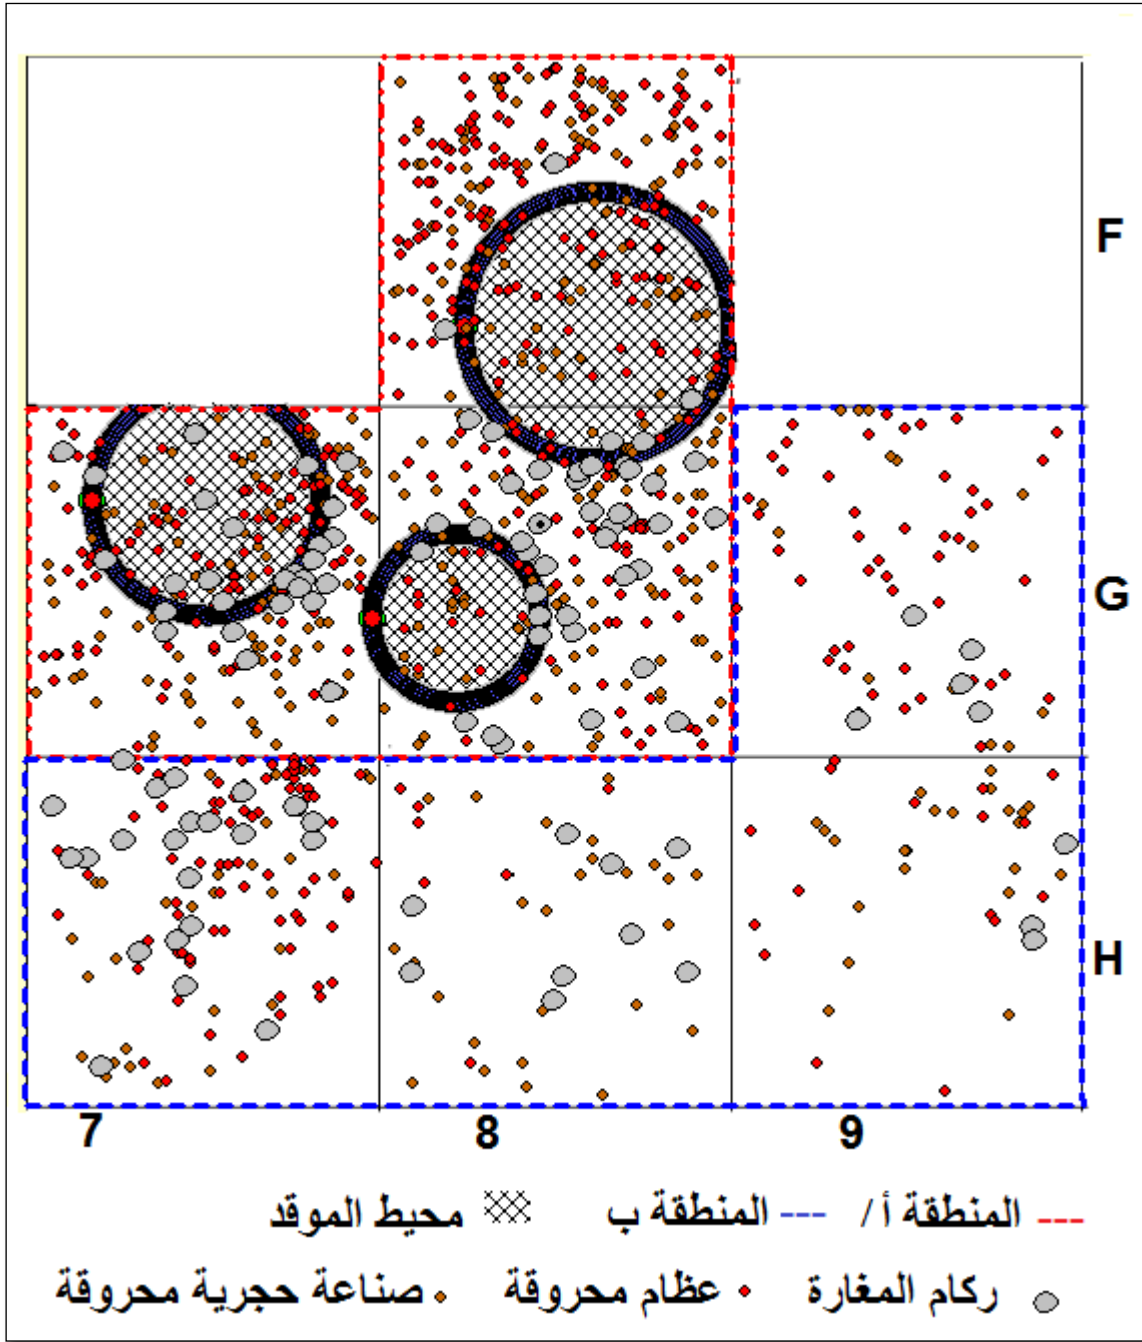 F
G
H
7 8 9
--- المنطقة أ / --- المنطقة ب محيط الموقد
ركام المغارة عظام محروقة صناعة حجرية محروقة